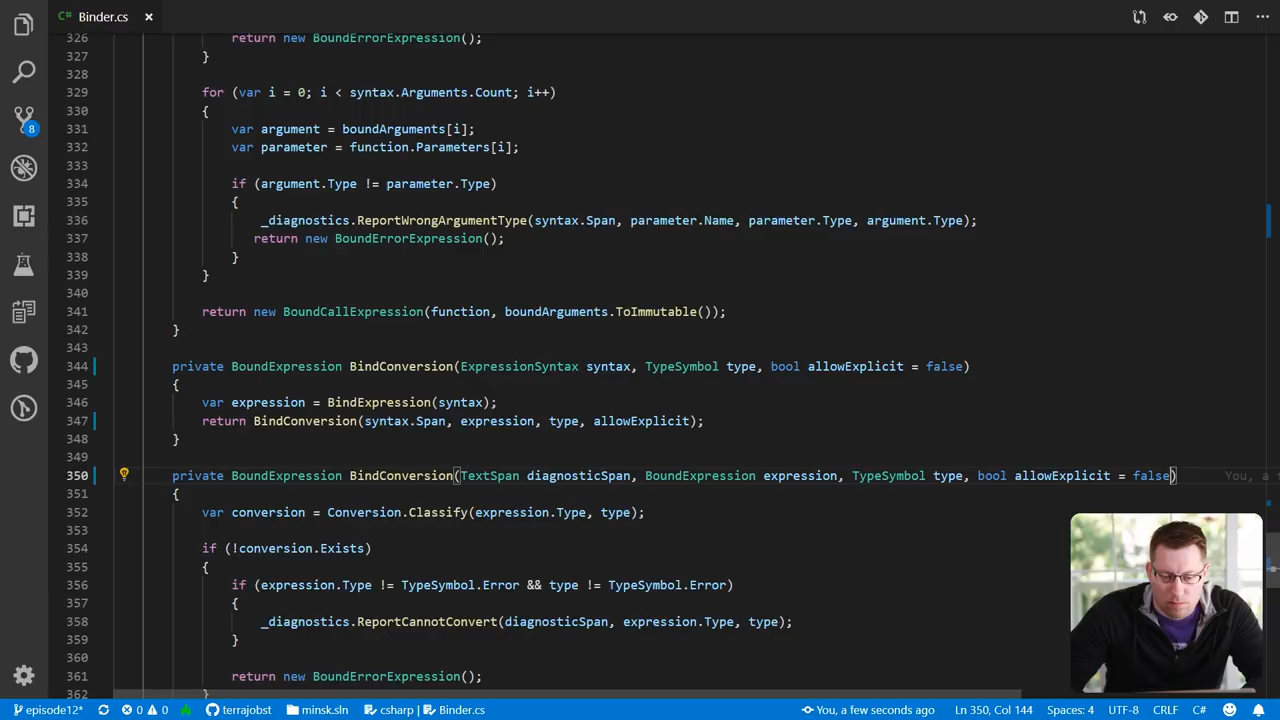 C# Binder.cs ×
326 return new BoundErrorExpression();
327 }
328
329 for (var i = 0; i < syntax.Arguments.Count; i++)
330 {
331 var argument = boundArguments[i];
332 var parameter = function.Parameters[i];
333
334 if (argument.Type != parameter.Type)
335 {
336 _diagnostics.ReportWrongArgumentType(syntax.Span, parameter.Name, parameter.Type, argument.Type);
337 return new BoundErrorExpression();
338 }
339 }
340
341 return new BoundCallExpression(function, boundArguments.ToImmutable());
342 }
343
344 private BoundExpression BindConversion(ExpressionSyntax syntax, TypeSymbol type, bool allowExplicit = false)
345 {
346 var expression = BindExpression(syntax);
347 return BindConversion(syntax.Span, expression, type, allowExplicit);
348 }
349
350 private BoundExpression BindConversion(TextSpan diagnosticSpan, BoundExpression expression, TypeSymbol type, bool allowExplicit = false) You, a
351 {
352 var conversion = Conversion.Classify(expression.Type, type);
353
354 if (!conversion.Exists)
355 {
356 if (expression.Type != TypeSymbol.Error && type != TypeSymbol.Error)
357 {
358 _diagnostics.ReportCannotConvert(diagnosticSpan, expression.Type, type);
359 }
360
361 return new BoundErrorExpression();
362 }
8
episode12* 0 0 terrajobst minsk.sln csharp | Binder.cs You, a few seconds ago Ln 350, Col 144 Spaces: 4 UTF-8 CRLF C#